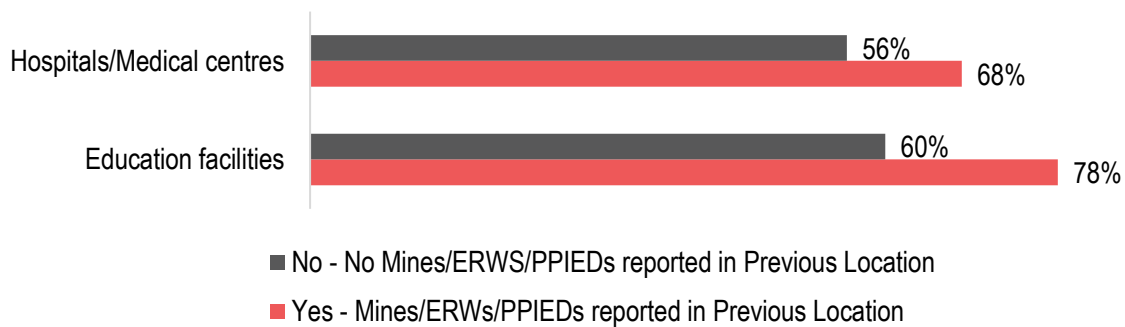 Hospitals/Medical centres
56%
68%
Education facilities
60%
78%
No - No Mines/ERWS/PPIEDs reported in Previous Location
Yes - Mines/ERWs/PPIEDs reported in Previous Location